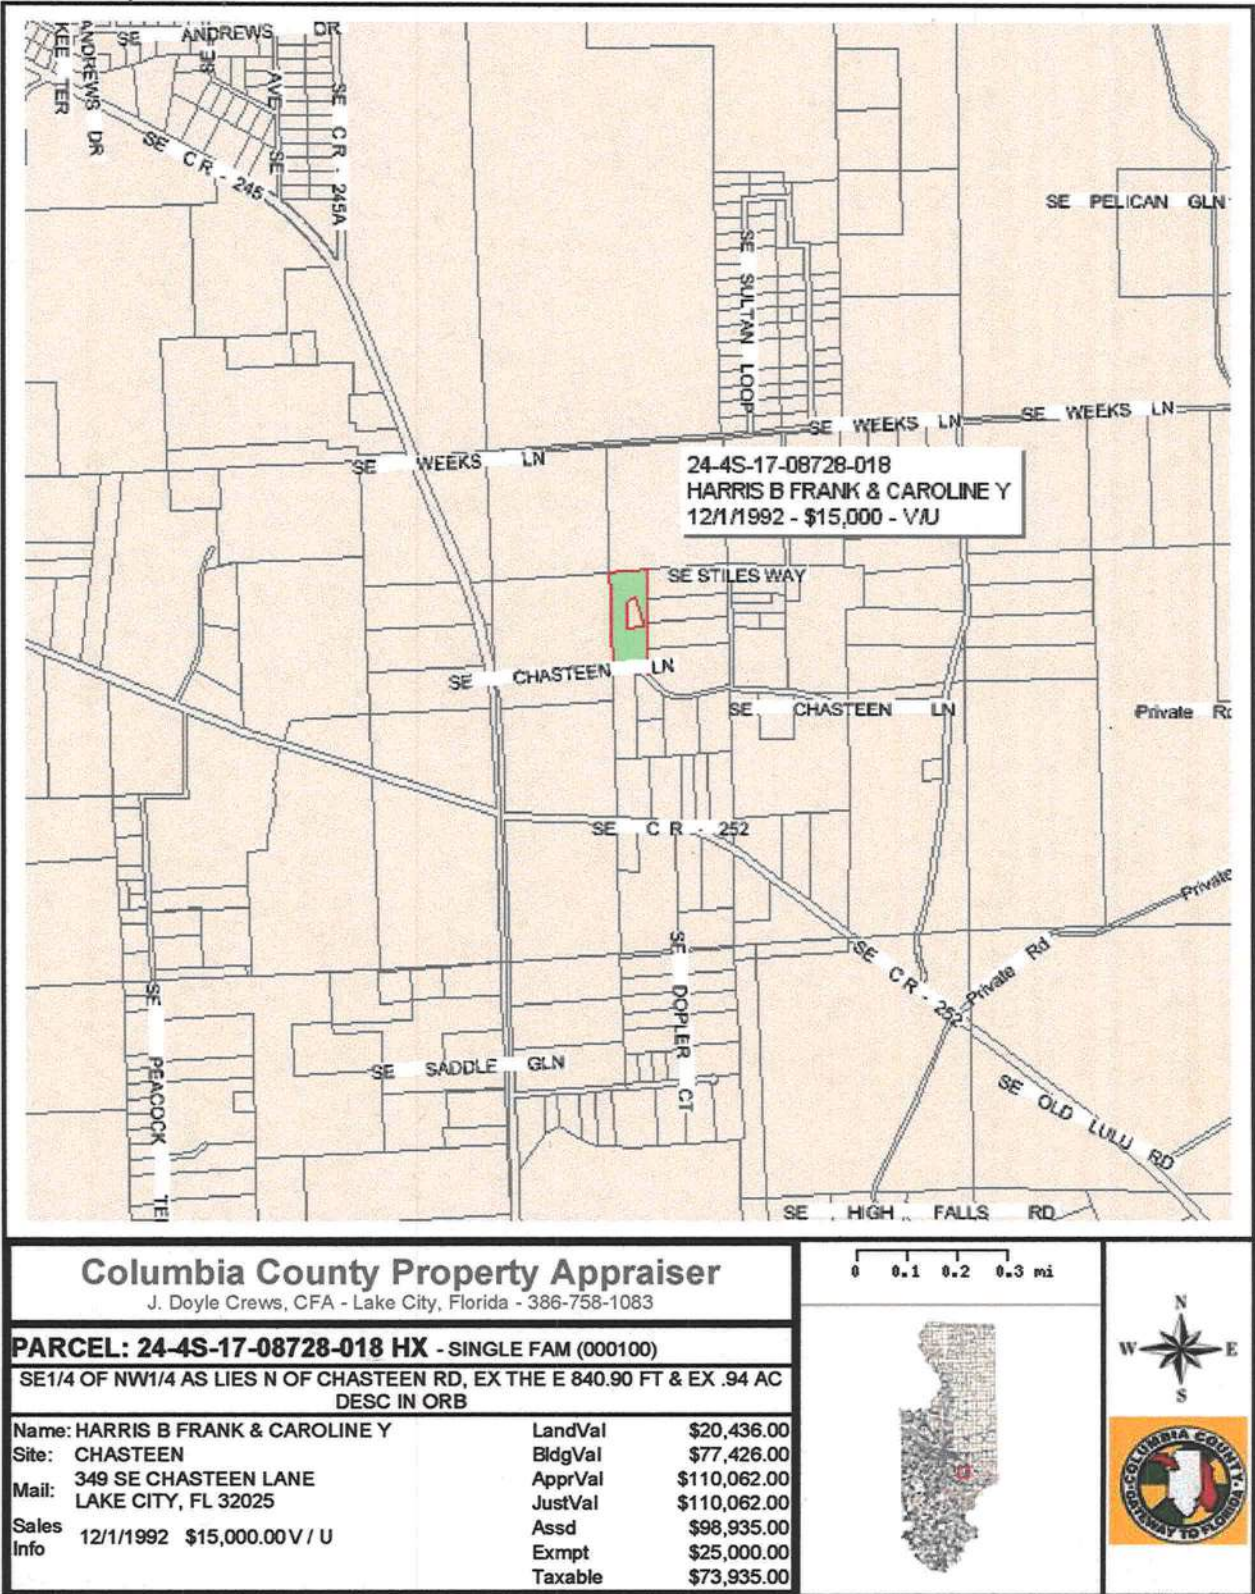 SE ANDREWS DR
KEE TER
ANDREWS DR
SE
AVE SE
SE CR - 245A
SE CR - 245
SE PELICAN GLN
SE SULTAN LOOP
SE WEEKS LN
SE WEEKS LN
SE WEEKS LN
24-4S-17-08728-018
HARRIS B FRANK & CAROLINE Y
12/1/1992 - $15,000 - V/U
SE STILES WAY
SE CHASTEEN LN
SE CHASTEEN LN
Private Rd
SE CR - 252
Private
SE CR - 252
Private Rd
SE DOPLER CT
SE PEACOCK TER
SE SADDLE GLN
SE OLD LULU RD
SE HIGH FALLS RD
Columbia County Property Appraiser
J. Doyle Crews, CFA - Lake City, Florida - 386-758-1083
PARCEL: 24-4S-17-08728-018 HX - SINGLE FAM (000100)
SE1/4 OF NW1/4 AS LIES N OF CHASTEEN RD, EX THE E 840.90 FT & EX .94 AC
DESC IN ORB
Name: HARRIS B FRANK & CAROLINE Y
Site: CHASTEEN
Mail: 349 SE CHASTEEN LANE
LAKE CITY, FL 32025
Sales Info 12/1/1992 $15,000.00 V / U
LandVal $20,436.00
BldgVal $77,426.00
ApprVal $110,062.00
JustVal $110,062.00
Assd $98,935.00
Exmpt $25,000.00
Taxable $73,935.00
0 0.1 0.2 0.3 mi
N
W E
S
COLUMBIA COUNTY
GATEWAY TO FLORIDA